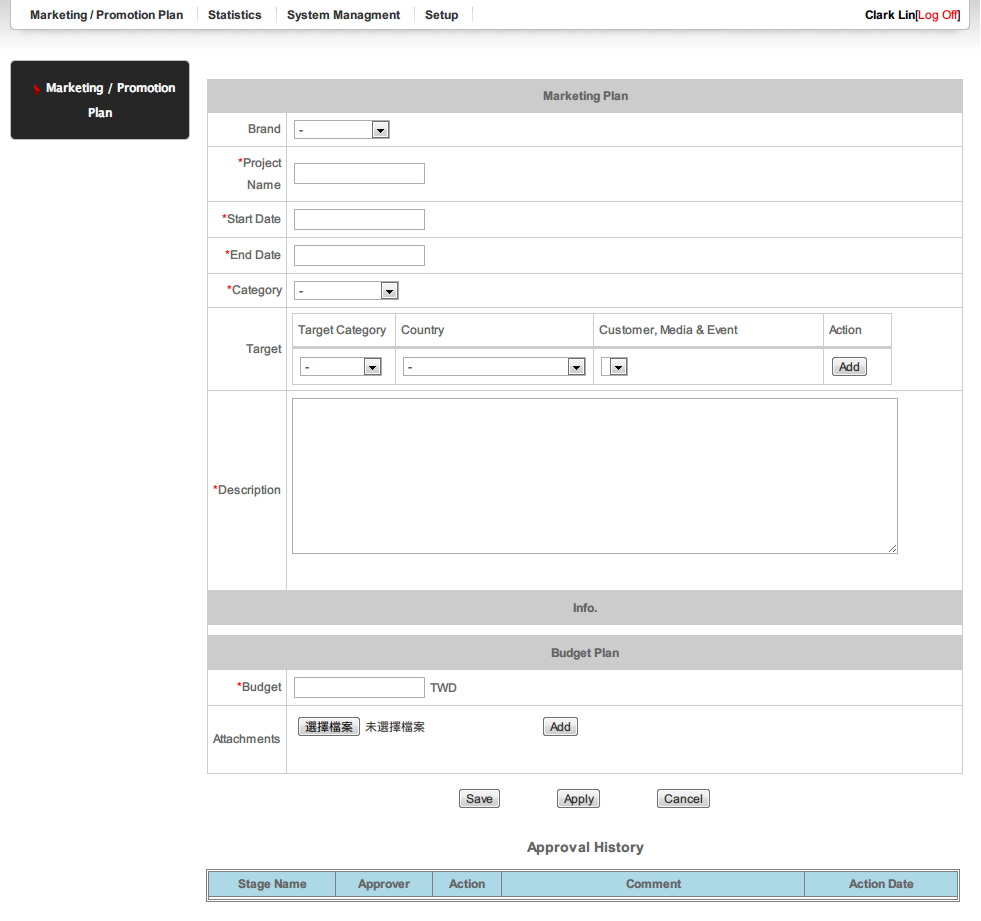 Marketing / Promotion Plan Statistics System Managment Setup Clark Lin[Log Off]
Marketing / Promotion
Plan
Marketing Plan
Brand -
*Project
Name
*Start Date
*End Date
*Category -
Target Category Country Customer, Media & Event Action
Target
- - Add
*Description
Info.
Budget Plan
*Budget TWD
Attachments 選擇檔案 未選擇檔案 Add
Save Apply Cancel
Approval History
Stage Name Approver Action Comment Action Date